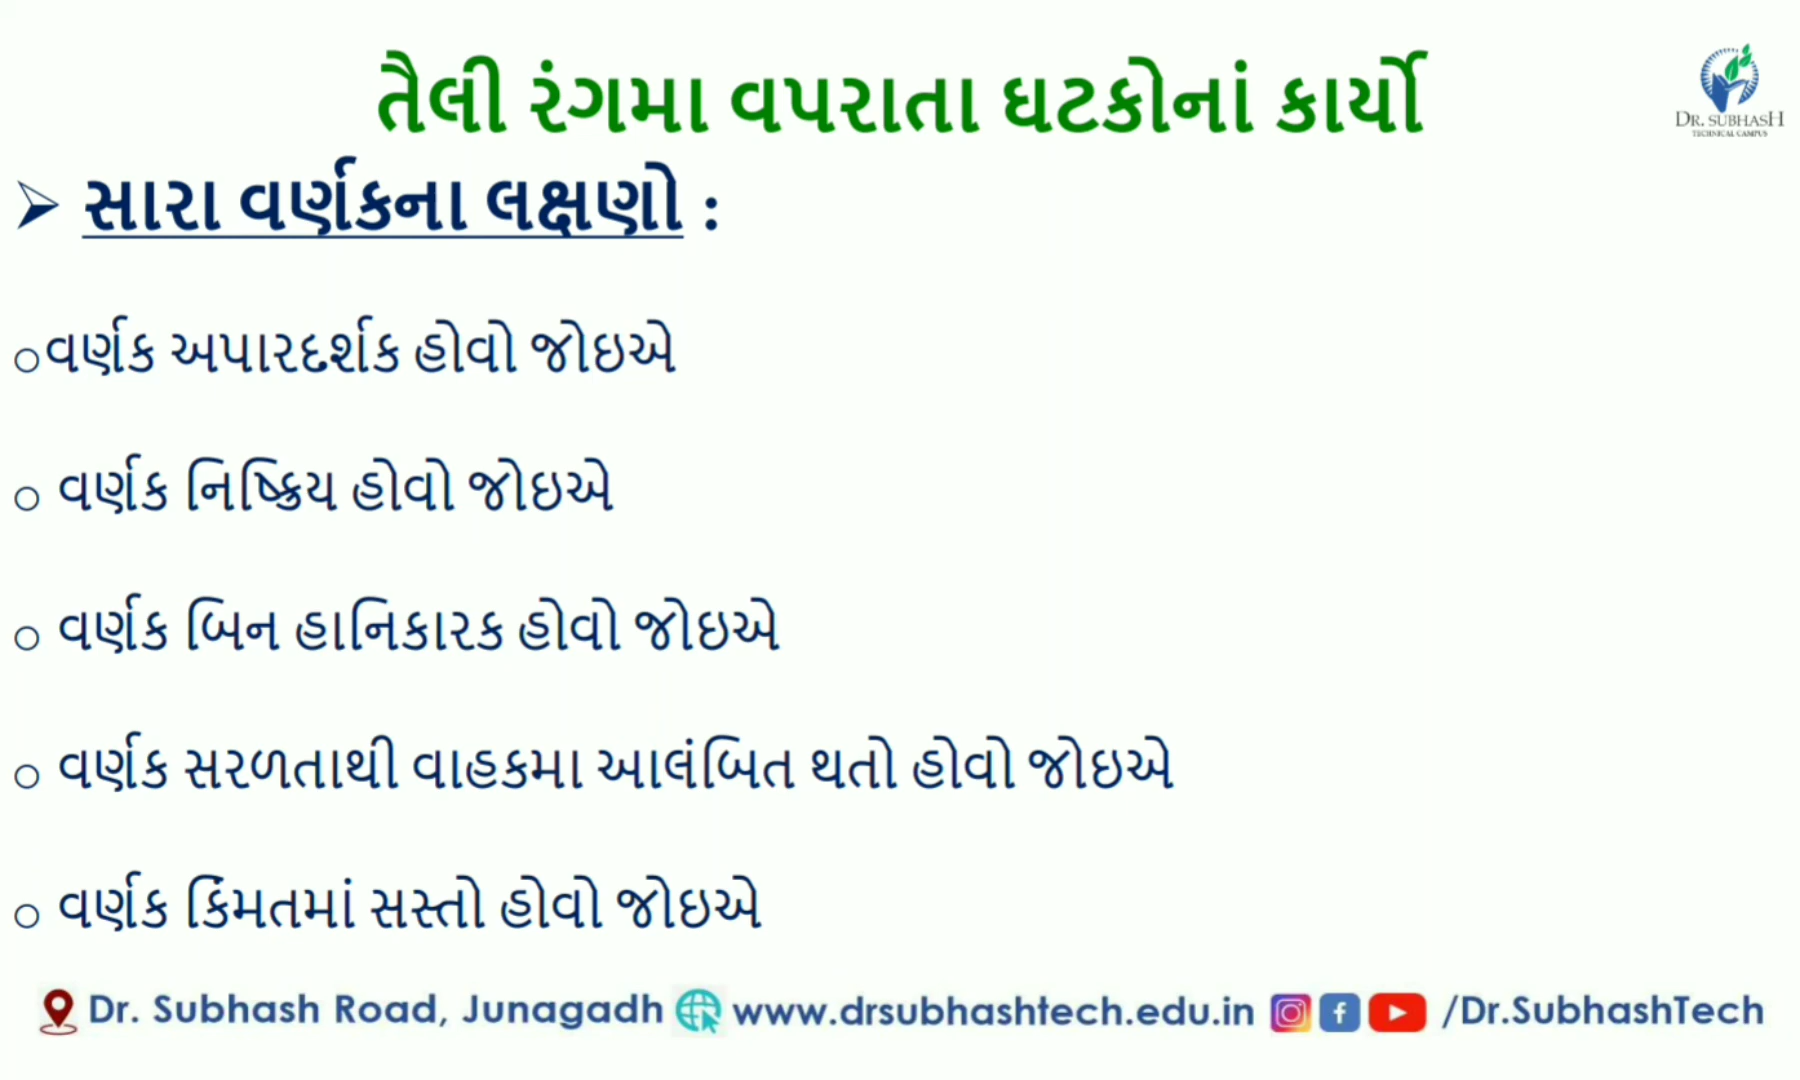 તૈલી રંગમા વપરાતા ઘટકોનાં કાર્યો
DR. SUBHASH
TECHNICAL CAMPUS
➢ સારા વર્ણકના લક્ષણો :
o વર્ણક અપારદર્શક હોવો જોઇએ
o વર્ણક નિષ્ક્રિય હોવો જોઇએ
o વર્ણક બિન હાનિકારક હોવો જોઇએ
o વર્ણક સરળતાથી વાહકમા આલંબિત થતો હોવો જોઇએ
o વર્ણક કિંમતમાં સસ્તો હોવો જોઇએ
Dr. Subhash Road, Junagadh www.drsubhashtech.edu.in /Dr.SubhashTech